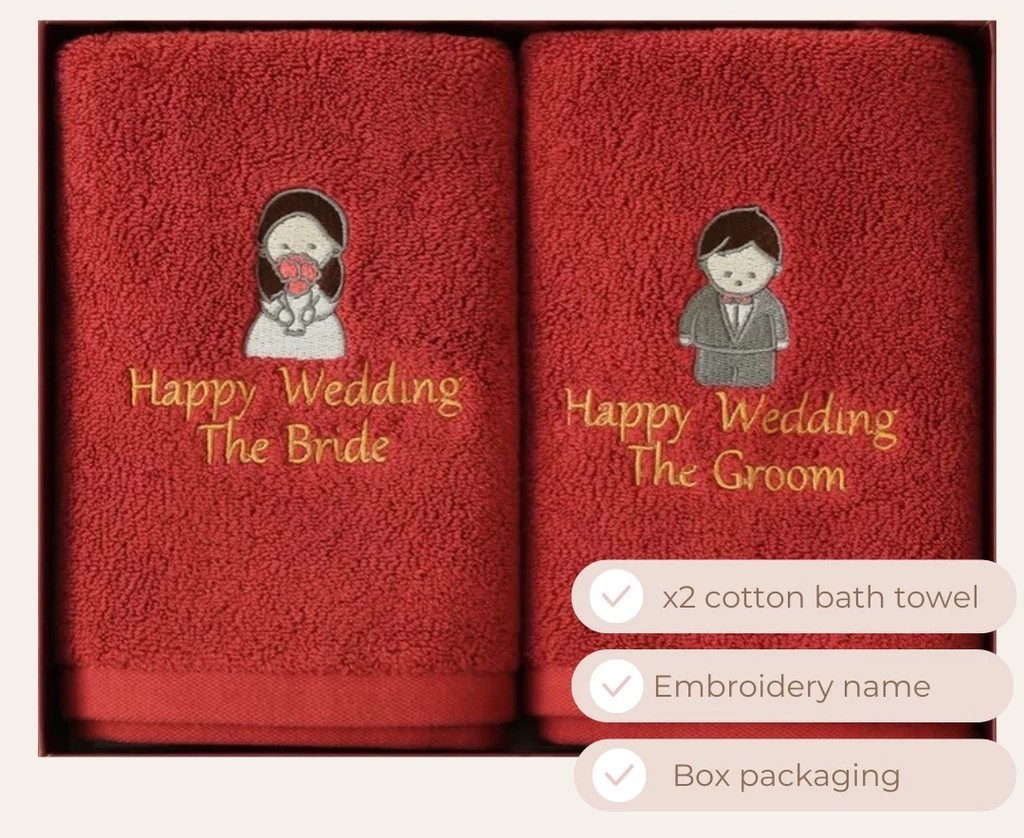 Happy Wedding
The Bride
Happy Wedding
The Groom
x2 cotton bath towel
Embroidery name
Box packaging